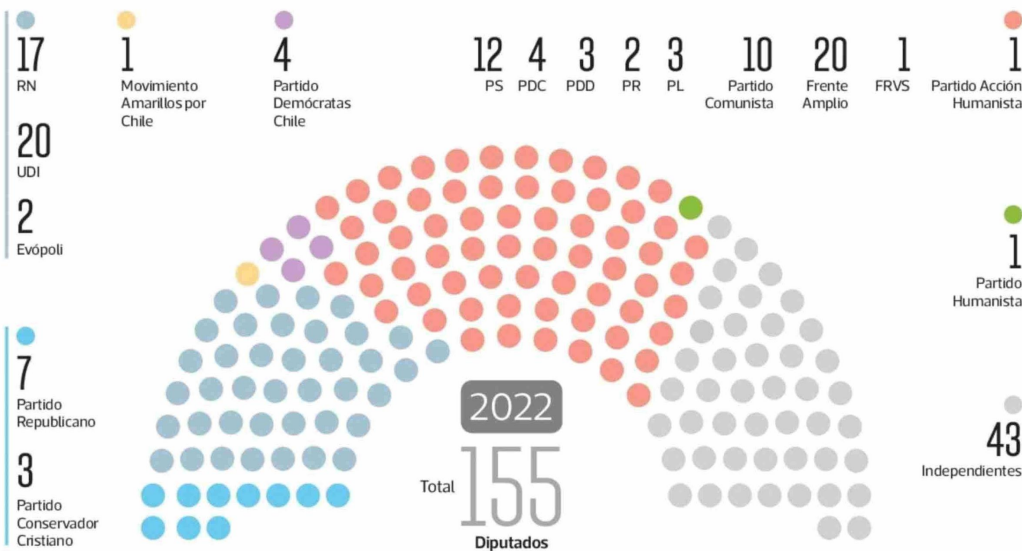 17
RN
20
UDI
2
Evópoli
7
Partido
Republicano
3
Partido
Conservador
Cristiano
1
Movimiento
Amarillos por
Chile
4
Partido
Demócratas
Chile
12
PS
4
PDC
3
PDD
2
PR
3
PL
10
Partido
Comunista
20
Frente
Amplio
1
FRVS
1
Partido Acción
Humanista
1
Partido
Humanista
43
Independientes
2022
Total 155
Diputados